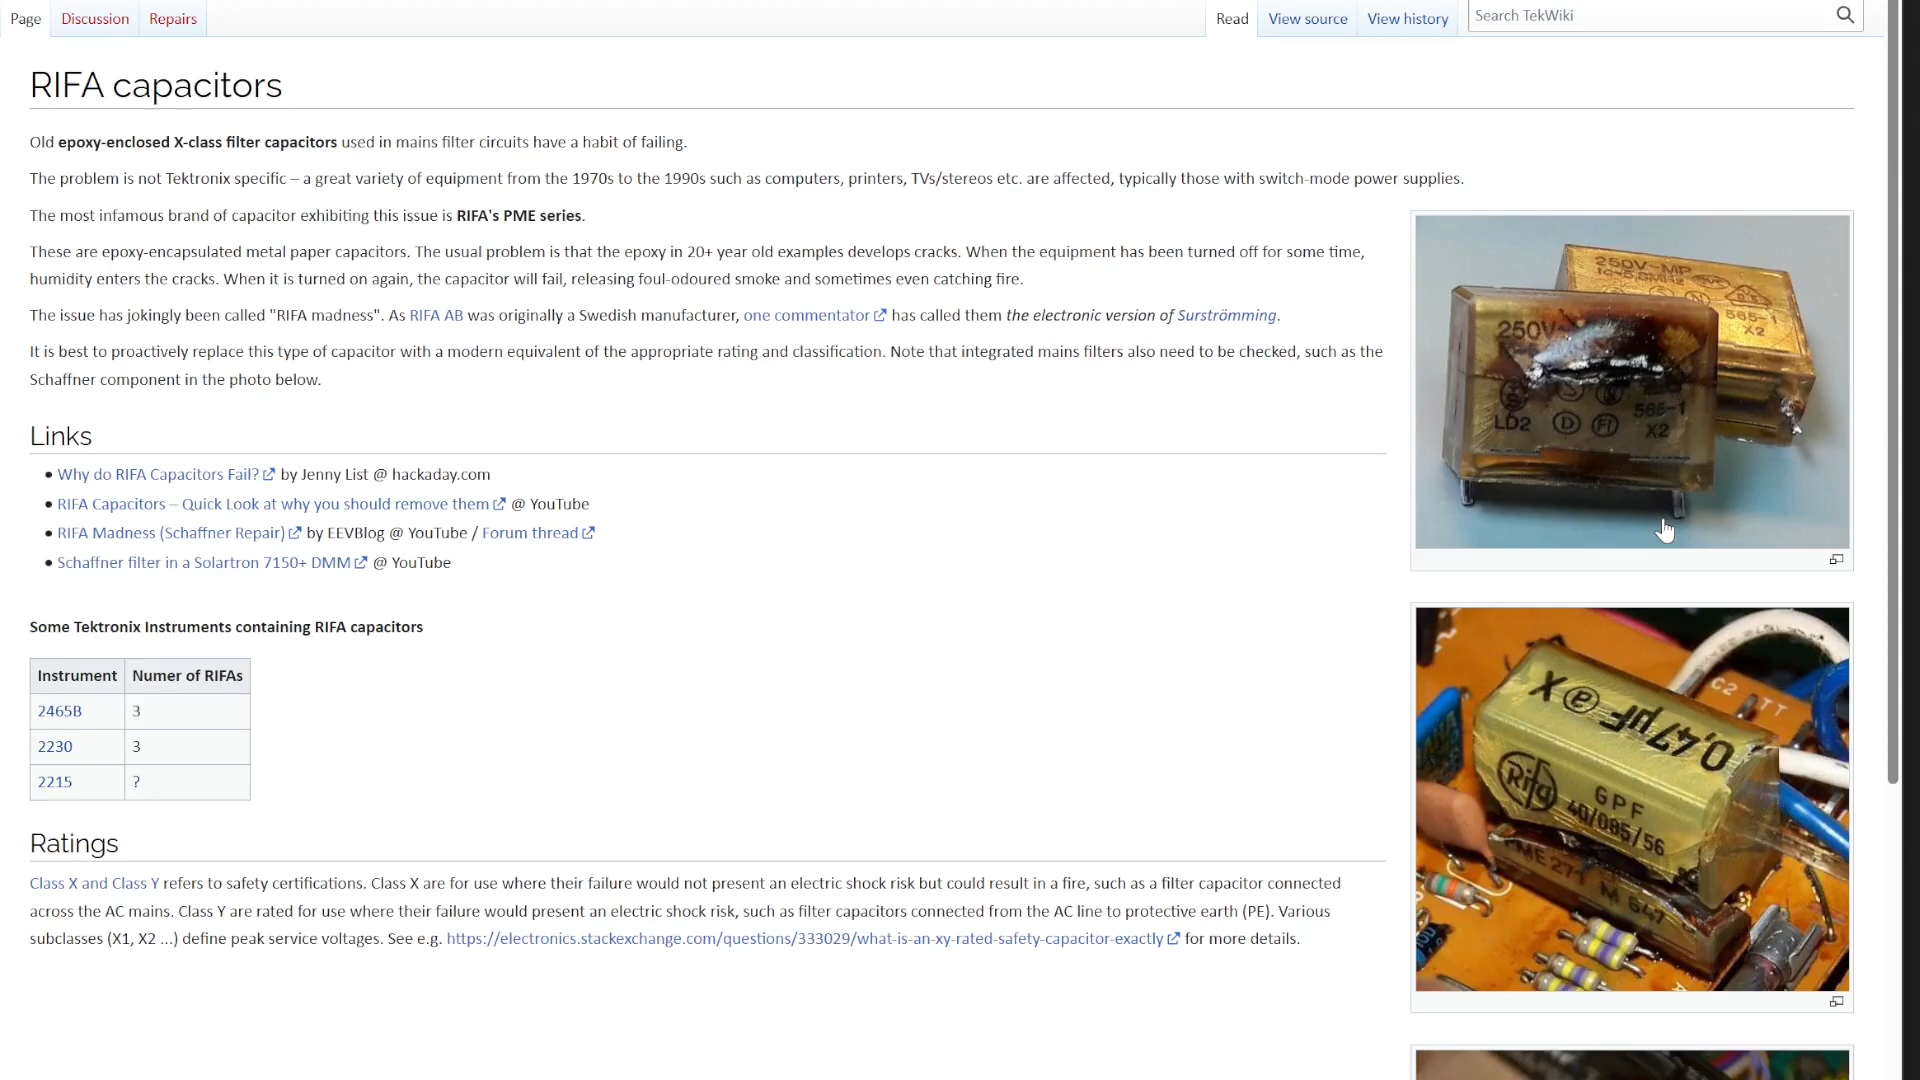 Page Discussion Repairs Read View source View history Search TekWiki
RIFA capacitors
Old epoxy-enclosed X-class filter capacitors used in mains filter circuits have a habit of failing.
The problem is not Tektronix specific – a great variety of equipment from the 1970s to the 1990s such as computers, printers, TVs/stereos etc. are affected, typically those with switch-mode power supplies.
The most infamous brand of capacitor exhibiting this issue is RIFA's PME series.
These are epoxy-encapsulated metal paper capacitors. The usual problem is that the epoxy in 20+ year old examples develops cracks. When the equipment has been turned off for some time,
humidity enters the cracks. When it is turned on again, the capacitor will fail, releasing foul-odoured smoke and sometimes even catching fire.
The issue has jokingly been called "RIFA madness". As RIFA AB was originally a Swedish manufacturer, one commentator has called them the electronic version of Surströmming.
It is best to proactively replace this type of capacitor with a modern equivalent of the appropriate rating and classification. Note that integrated mains filters also need to be checked, such as the
Schaffner component in the photo below.
Links
• Why do RIFA Capacitors Fail? by Jenny List @ hackaday.com
• RIFA Capacitors – Quick Look at why you should remove them @ YouTube
• RIFA Madness (Schaffner Repair) by EEVBlog @ YouTube / Forum thread
• Schaffner filter in a Solartron 7150+ DMM @ YouTube
Some Tektronix Instruments containing RIFA capacitors
Instrument Numer of RIFAs
2465B 3
2230 3
2215 ?
Ratings
Class X and Class Y refers to safety certifications. Class X are for use where their failure would not present an electric shock risk but could result in a fire, such as a filter capacitor connected
across the AC mains. Class Y are rated for use where their failure would present an electric shock risk, such as filter capacitors connected from the AC line to protective earth (PE). Various
subclasses (X1, X2 ...) define peak service voltages. See e.g. https://electronics.stackexchange.com/questions/333029/what-is-an-xy-rated-safety-capacitor-exactly for more details.
250V~MP
565-1
X2
250V
565-1
LD2 D FI X2
0,47µF @ X
Rifa
GPF
40/085/56
PME 271 M 647
C2 TT